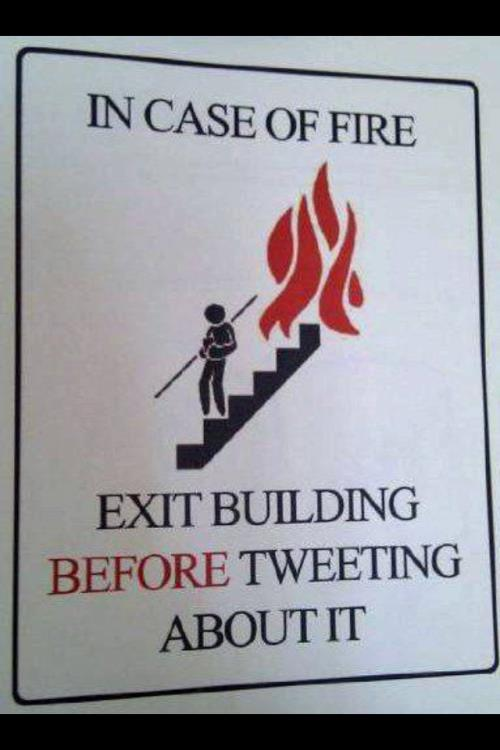 IN CASE OF FIRE
EXIT BUILDING
BEFORE TWEETING
ABOUT IT